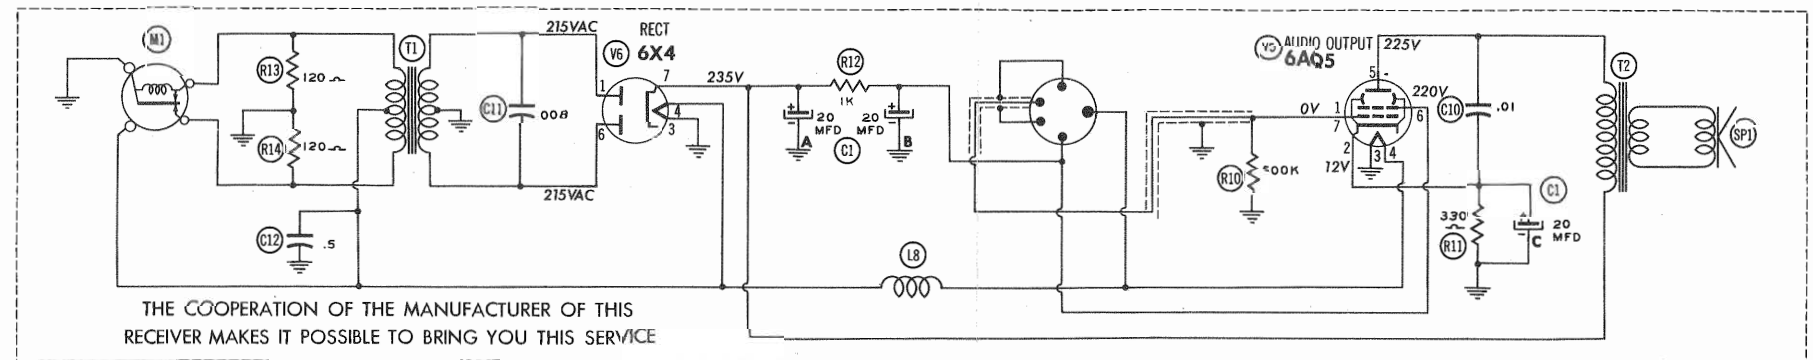 M1
R13
120 Ω
R14
120 Ω
C12
.5
T1
215VAC
C11
008
215VAC
V6
RECT
6X4
1
6
7
4
3
235V
R12
1K
+
-
20
MFD
A
C1
20
MFD
+
-
B
L8
R10
500K
V5
AUDIO OUTPUT
6AQ5
225V
5
0V
1
7
220V
6
2
3
4
12V
C10
.01
T2
SP1
330
Ω
R11
C1
+
-
20
MFD
C
THE COOPERATION OF THE MANUFACTURER OF THIS
RECEIVER MAKES IT POSSIBLE TO BRING YOU THIS SERVICE